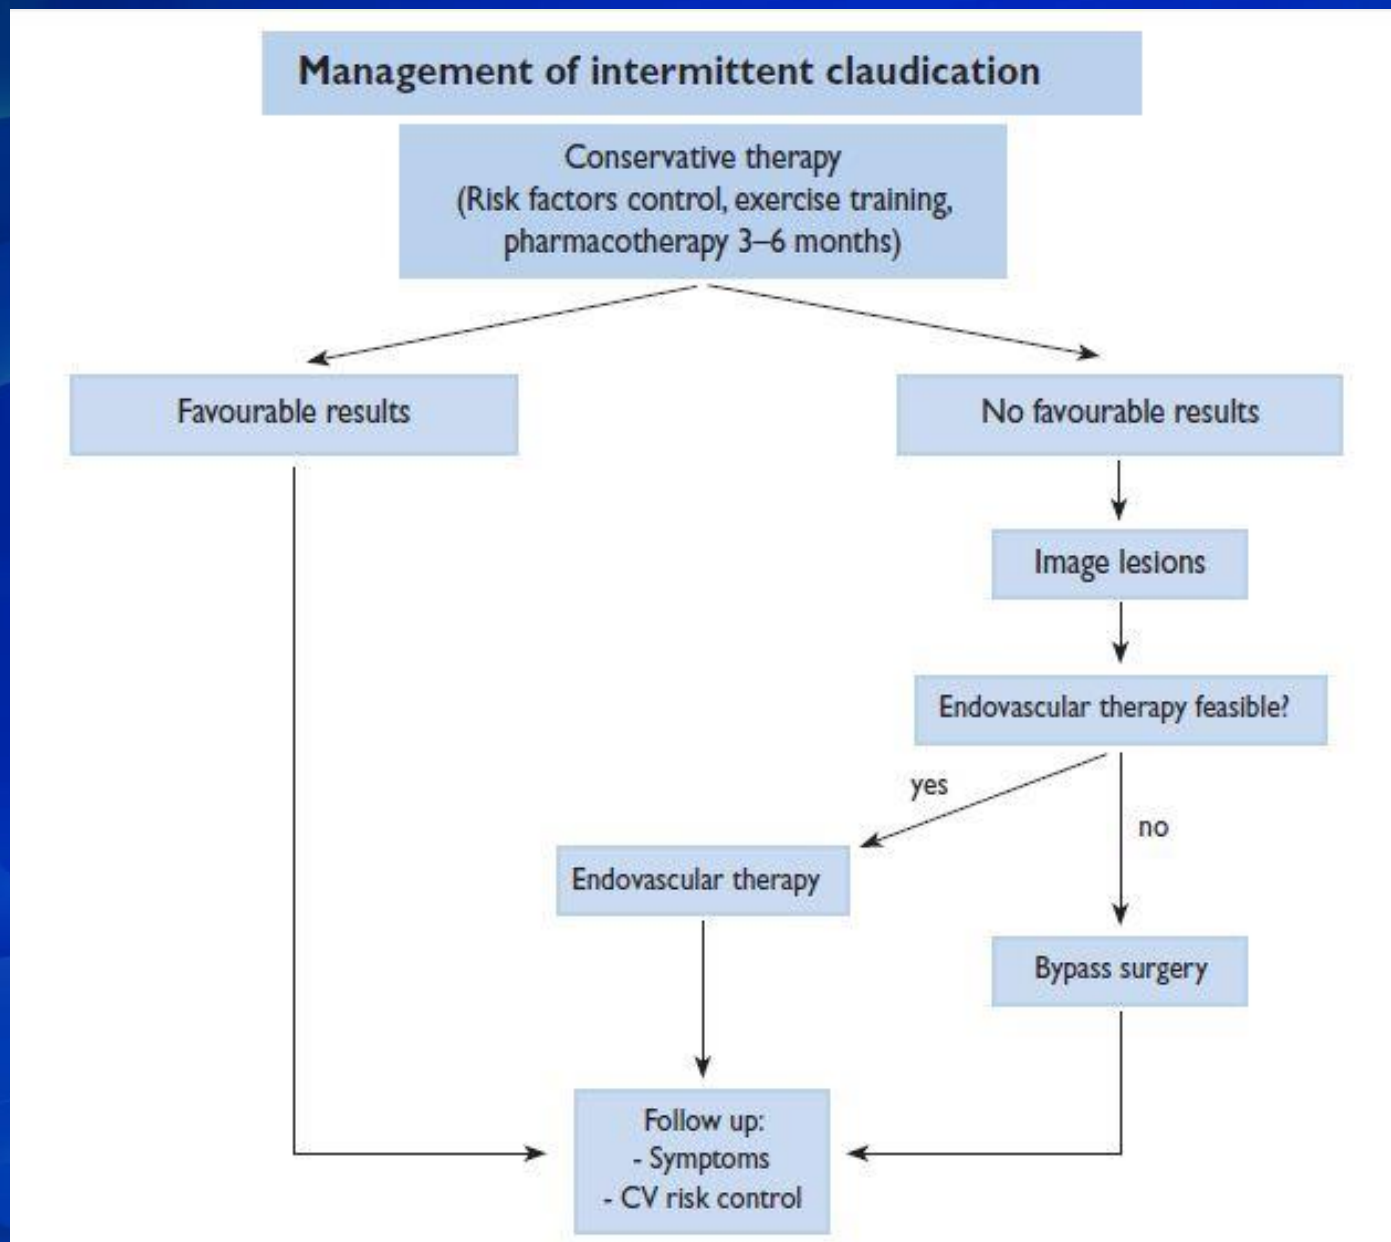 Management of intermittent claudication
Conservative therapy
(Risk factors control, exercise training,
pharmacotherapy 3–6 months)
Favourable results
No favourable results
Image lesions
Endovascular therapy feasible?
yes
no
Endovascular therapy
Bypass surgery
Follow up:
- Symptoms
- CV risk control